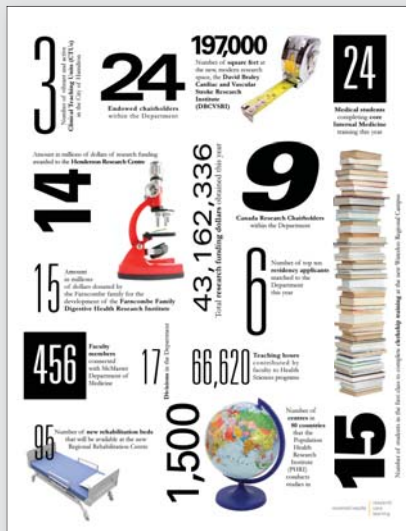 3
Number of vibrant and active
Clinical Teaching Units (CTUs)
in the City of Hamilton
24
Endowed chairholders
within the Department
197,000
Number of square feet at
the new, modern research
space, the David Braley
Cardiac and Vascular
Stroke Research
Institute
(DBCVSRI)
24
Medical students
completing core
Internal Medicine
training this year
Amount in millions of dollars of research funding
awarded to the Henderson Research Centre
14
43,162,336
Total research funding dollars obtained this year
9
Canada Research Chairholders
within the Department
15
Amount
in millions
of dollars donated by
the Farncombe family for the
development of the Farncombe Family
Digestive Health Research Institute
6
Number of top ten
residency applicants
matched to the
Department
this year
456
Faculty
members
connected
with McMaster
Department of
Medicine
17
Divisions in the Department
66,620
Teaching hours
contributed by
faculty to Health
Sciences programs
15
Number of students in the first class to complete clerkship training at the new Waterloo Regional Campus
95
Number of new rehabilitation beds
that will be available at the new
Regional Rehabilitation Centre
1,500
Number of
centres in
80 countries
that the
Population
Health
Research
Institute
(PHRI)
conducts
studies in
research
care
learning